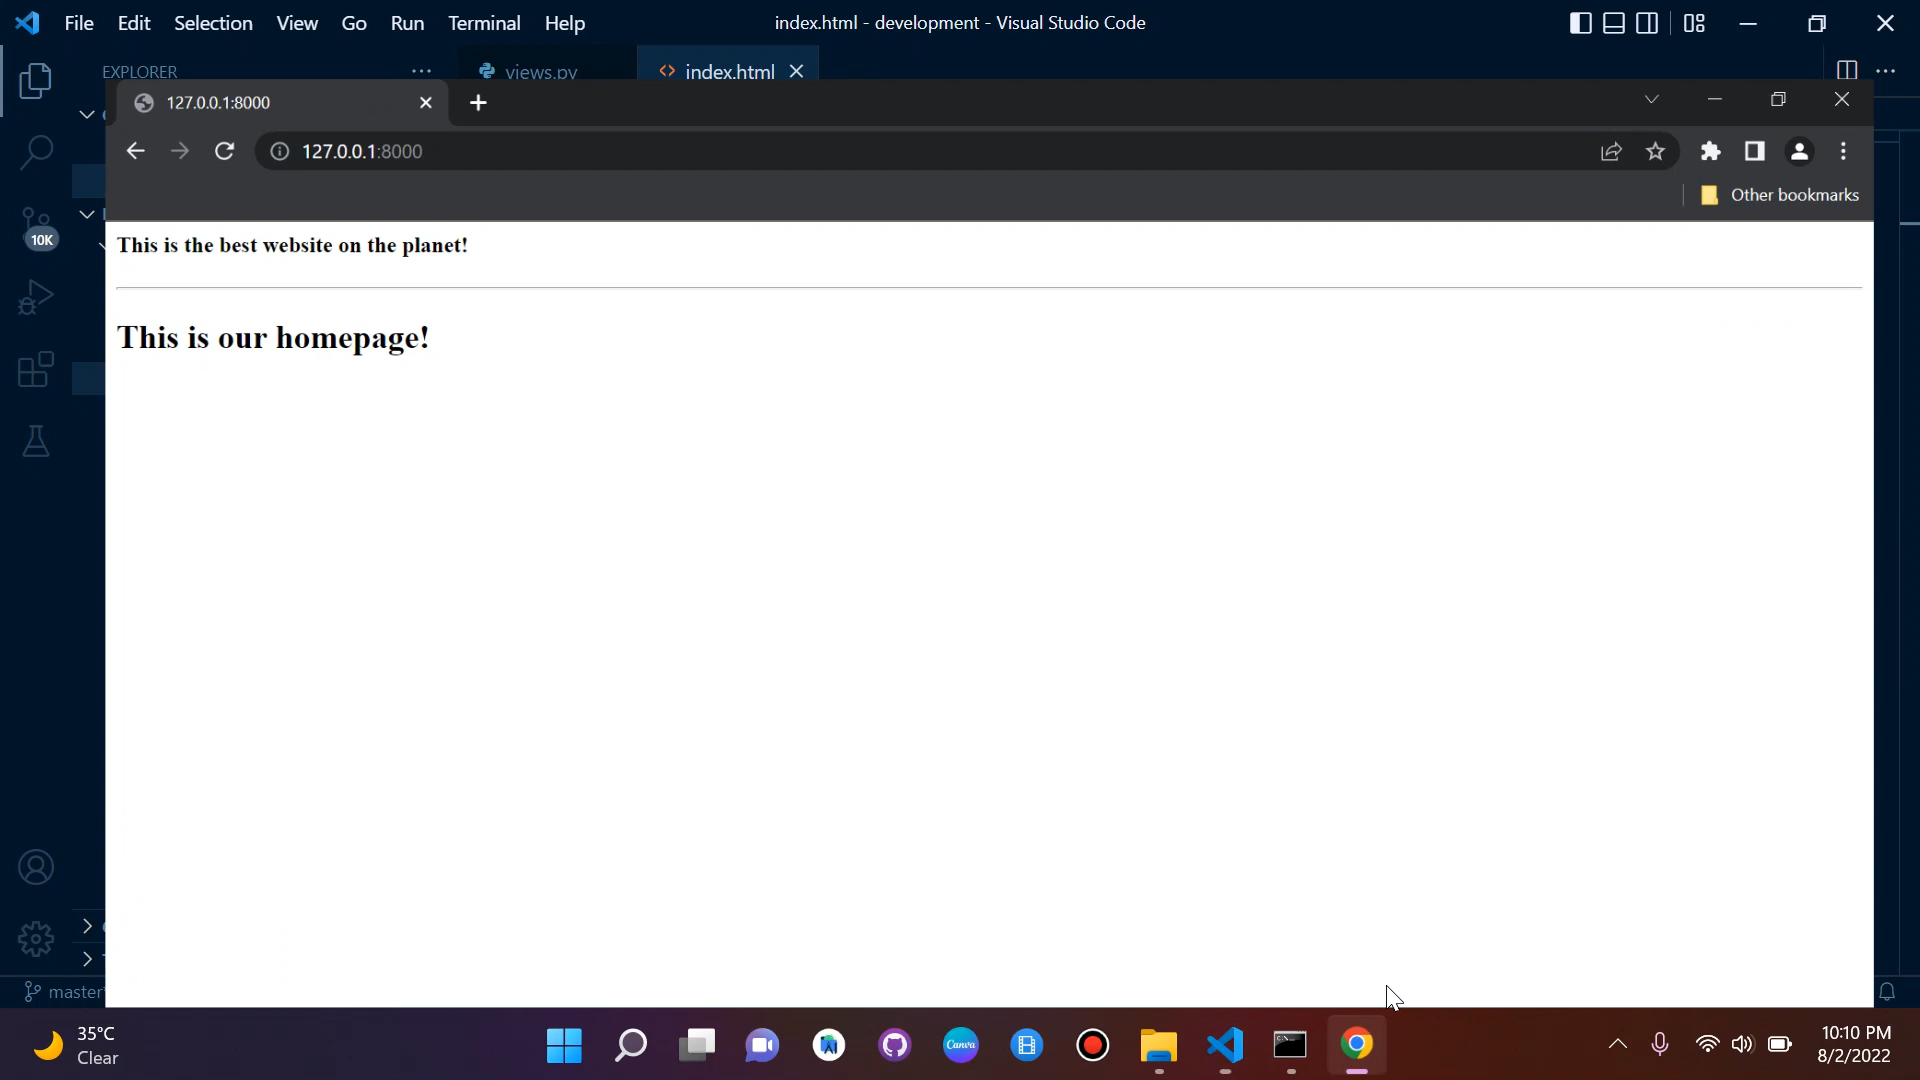 File Edit Selection View Go Run Terminal Help
index.html - development - Visual Studio Code
EXPLORER
views.py
index.html
127.0.0.1:8000
127.0.0.1:8000
Other bookmarks
10K
This is the best website on the planet!
This is our homepage!
master*
35°C
Clear
Canva
10:10 PM
8/2/2022